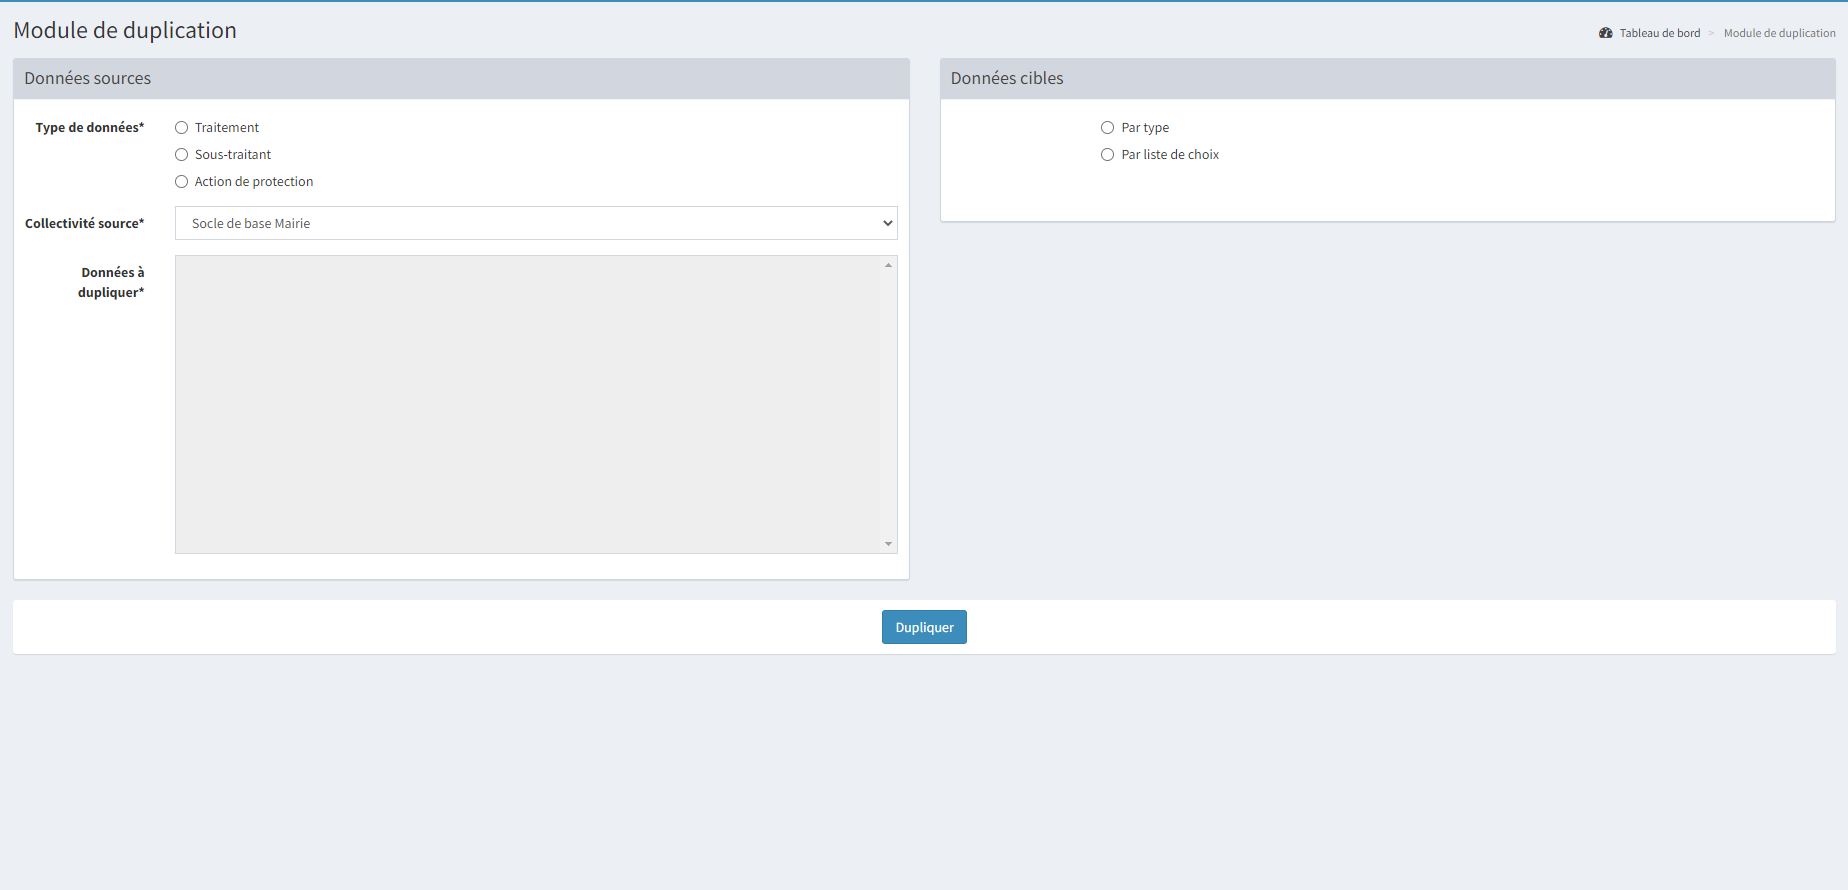 Module de duplication
Tableau de bord > Module de duplication
Données sources
Type de données*
Traitement
Sous-traitant
Action de protection
Collectivité source*
Socle de base Mairie
Données à
dupliquer*
Données cibles
Par type
Par liste de choix
Dupliquer